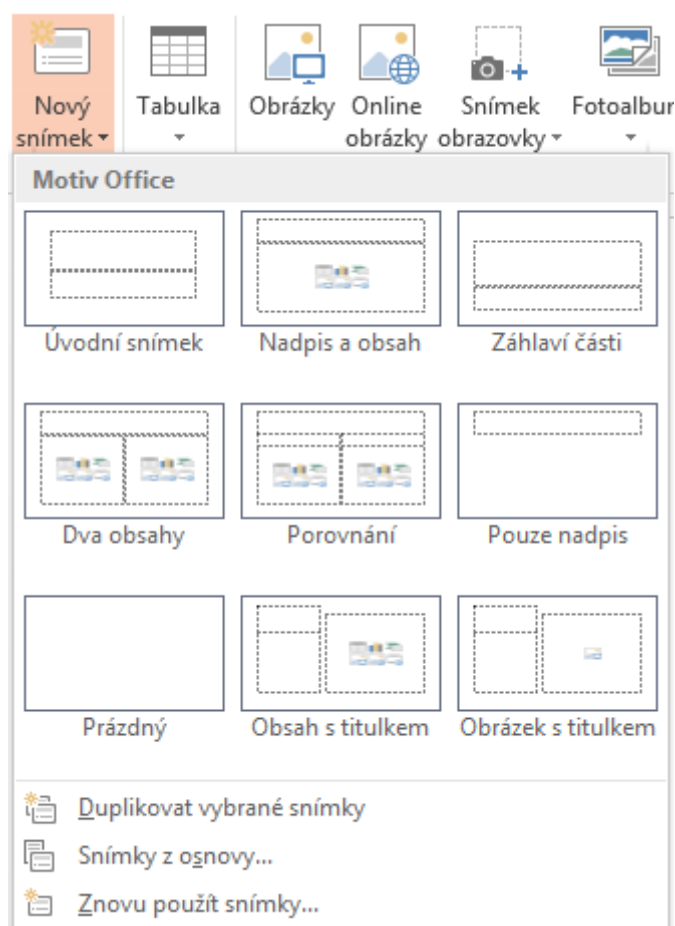 Nový
snímek
Tabulka
Obrázky
Online
obrázky
Snímek
obrazovky
Fotoalbum
Motiv Office
Úvodní snímek
Nadpis a obsah
Záhlaví části
Dva obsahy
Porovnání
Pouze nadpis
Prázdný
Obsah s titulkem
Obrázek s titulkem
Duplikovat vybrané snímky
Snímky z osnovy...
Znovu použít snímky...